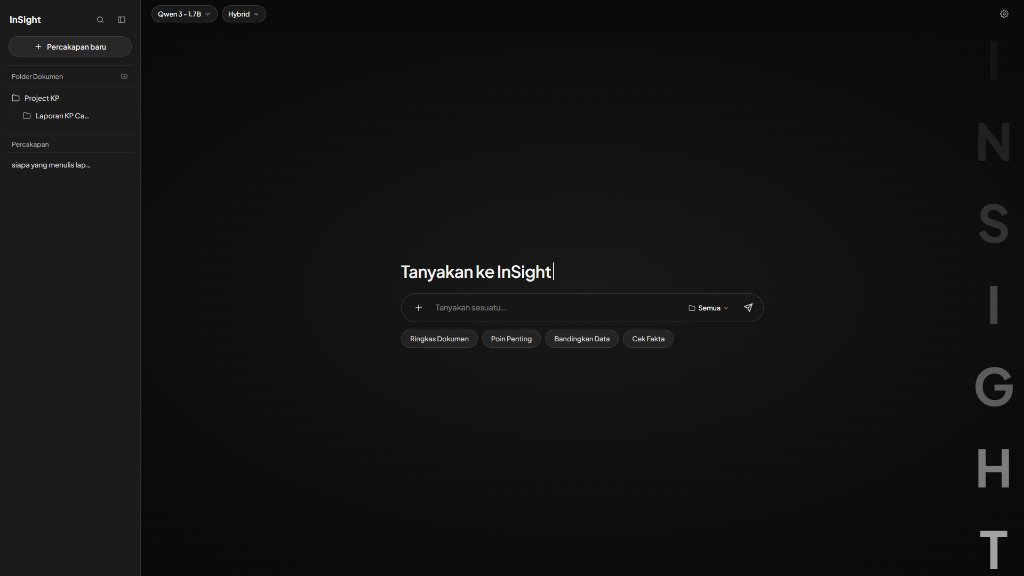 InSight
Qwen 3 - 1.7B
Hybrid
Percakapan baru
Folder Dokumen
Project KP
Laporan KP Ca...
Percakapan
siapa yang menulis lap...
Tanyakan ke InSight
Tanyakan sesuatu...
Semua
Ringkas Dokumen
Poin Penting
Bandingkan Data
Cek Fakta
I
N
S
I
G
H
T